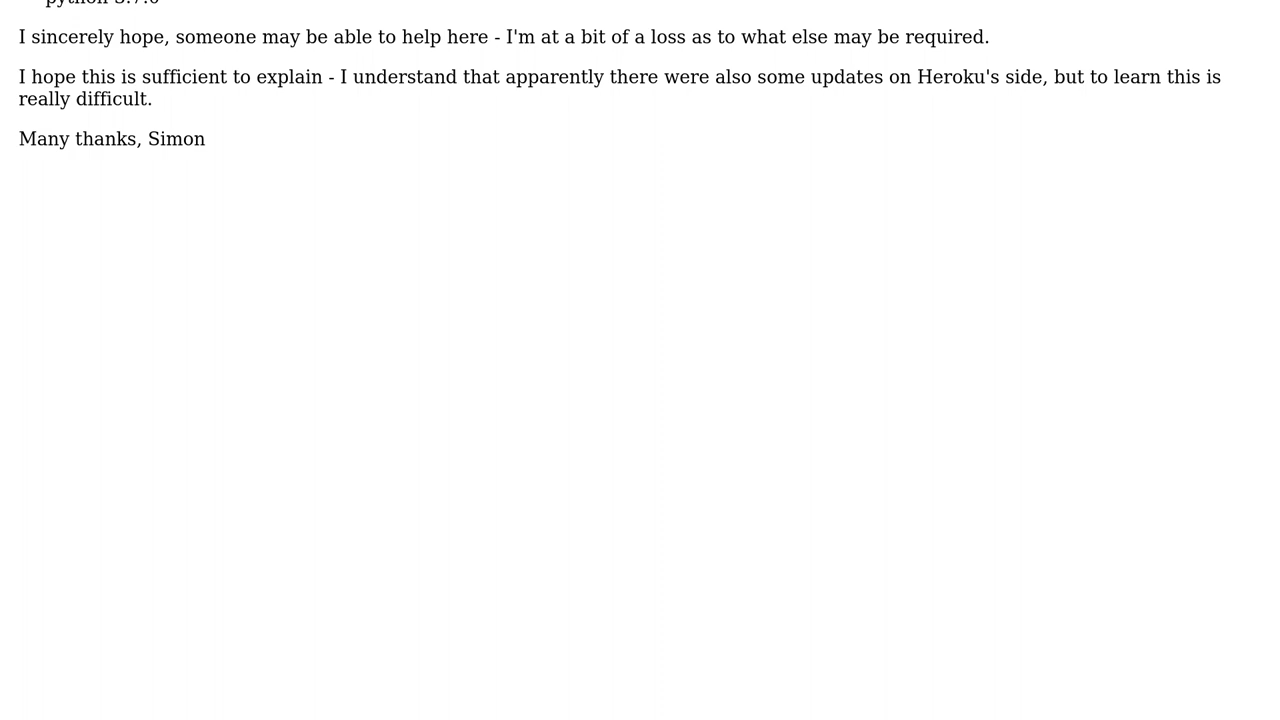 I sincerely hope, someone may be able to help here - I'm at a bit of a loss as to what else may be required.
I hope this is sufficient to explain - I understand that apparently there were also some updates on Heroku's side, but to learn this is
really difficult.
Many thanks, Simon